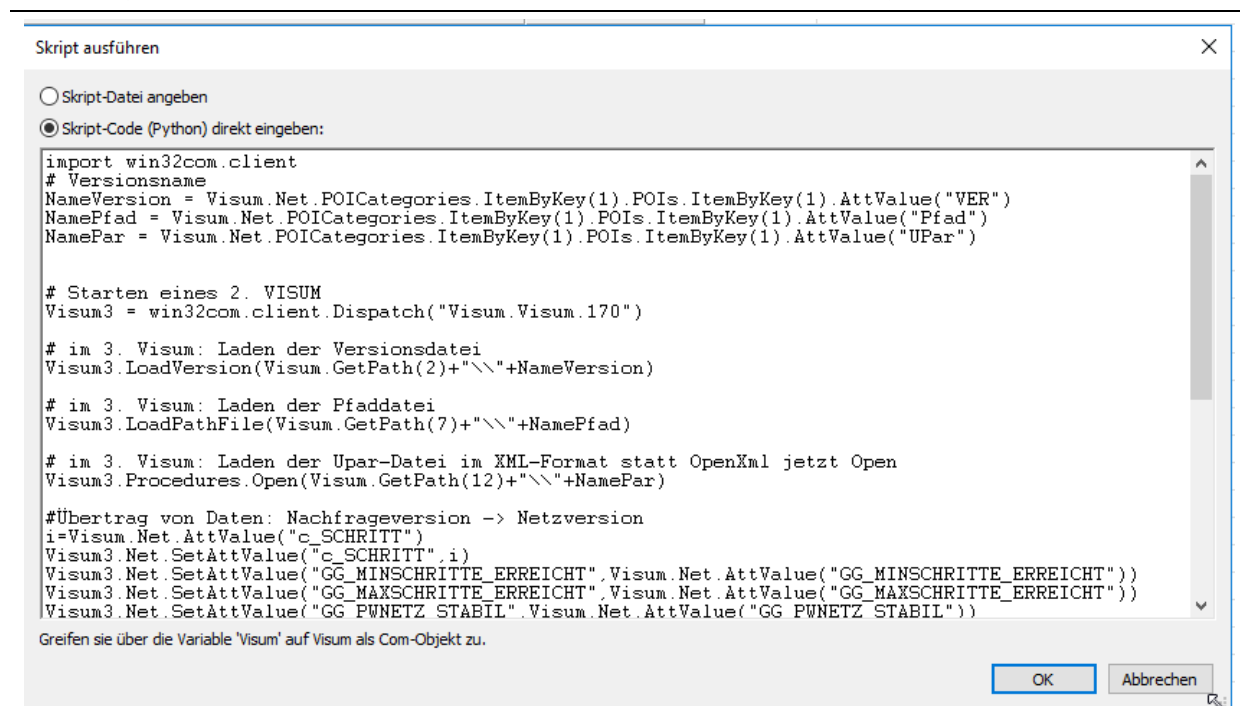 Skript ausführen
Skript-Datei angeben
Skript-Code (Python) direkt eingeben:
import win32com.client
# Versionsname
NameVersion = Visum.Net.POICategories.ItemByKey(1).POIs.ItemByKey(1).AttValue("VER")
NamePfad = Visum.Net.POICategories.ItemByKey(1).POIs.ItemByKey(1).AttValue("Pfad")
NamePar = Visum.Net.POICategories.ItemByKey(1).POIs.ItemByKey(1).AttValue("UPar")
# Starten eines 2. VISUM
Visum3 = win32com.client.Dispatch("Visum.Visum.170")
# im 3. Visum: Laden der Versionsdatei
Visum3.LoadVersion(Visum.GetPath(2)+"\\"+NameVersion)
# im 3. Visum: Laden der Pfaddatei
Visum3.LoadPathFile(Visum.GetPath(7)+"\\"+NamePfad)
# im 3. Visum: Laden der Upar-Datei im XML-Format statt OpenXml jetzt Open
Visum3.Procedures.Open(Visum.GetPath(12)+"\\"+NamePar)
#Übertrag von Daten: Nachfrageversion -> Netzversion
i=Visum.Net.AttValue("c_SCHRITT")
Visum3.Net.SetAttValue("c_SCHRITT",i)
Visum3.Net.SetAttValue("GG_MINSCHRITTE_ERREICHT",Visum.Net.AttValue("GG_MINSCHRITTE_ERREICHT"))
Visum3.Net.SetAttValue("GG_MAXSCHRITTE_ERREICHT",Visum.Net.AttValue("GG_MAXSCHRITTE_ERREICHT"))
Visum3.Net.SetAttValue("GG_PWNETZ_STABIL",Visum.Net.AttValue("GG_PWNETZ_STABIL"))
Greifen sie über die Variable 'Visum' auf Visum als Com-Objekt zu.
OK
Abbrechen